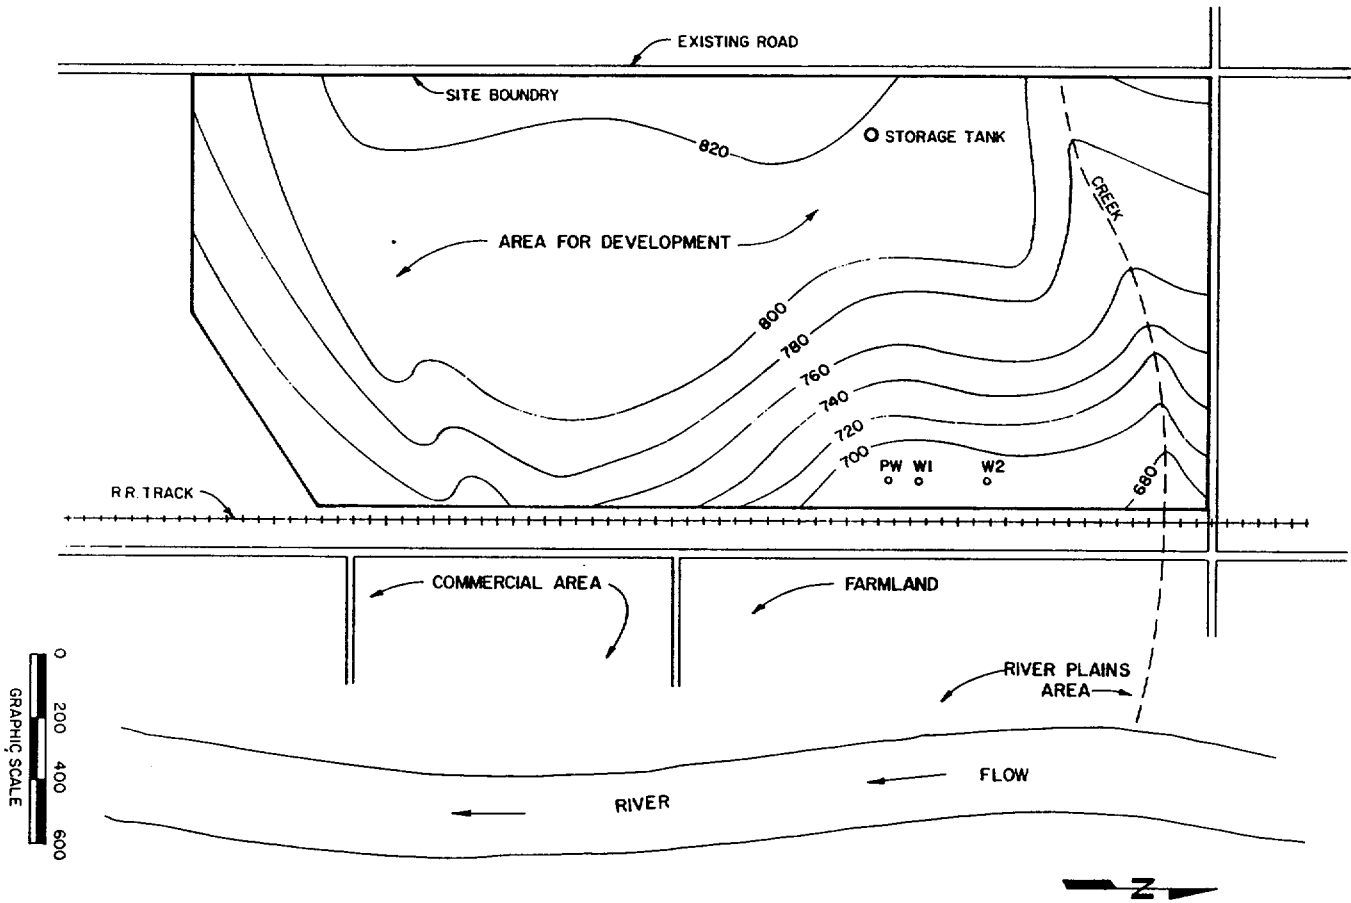 EXISTING ROAD
SITE BOUNDRY
820
STORAGE TANK
CREEK
AREA FOR DEVELOPMENT
800
780
760
740
720
700
PW W1 W2
680
R.R. TRACK
COMMERCIAL AREA
FARMLAND
RIVER PLAINS
AREA
FLOW
RIVER
0
200
400
600
GRAPHIC SCALE
N